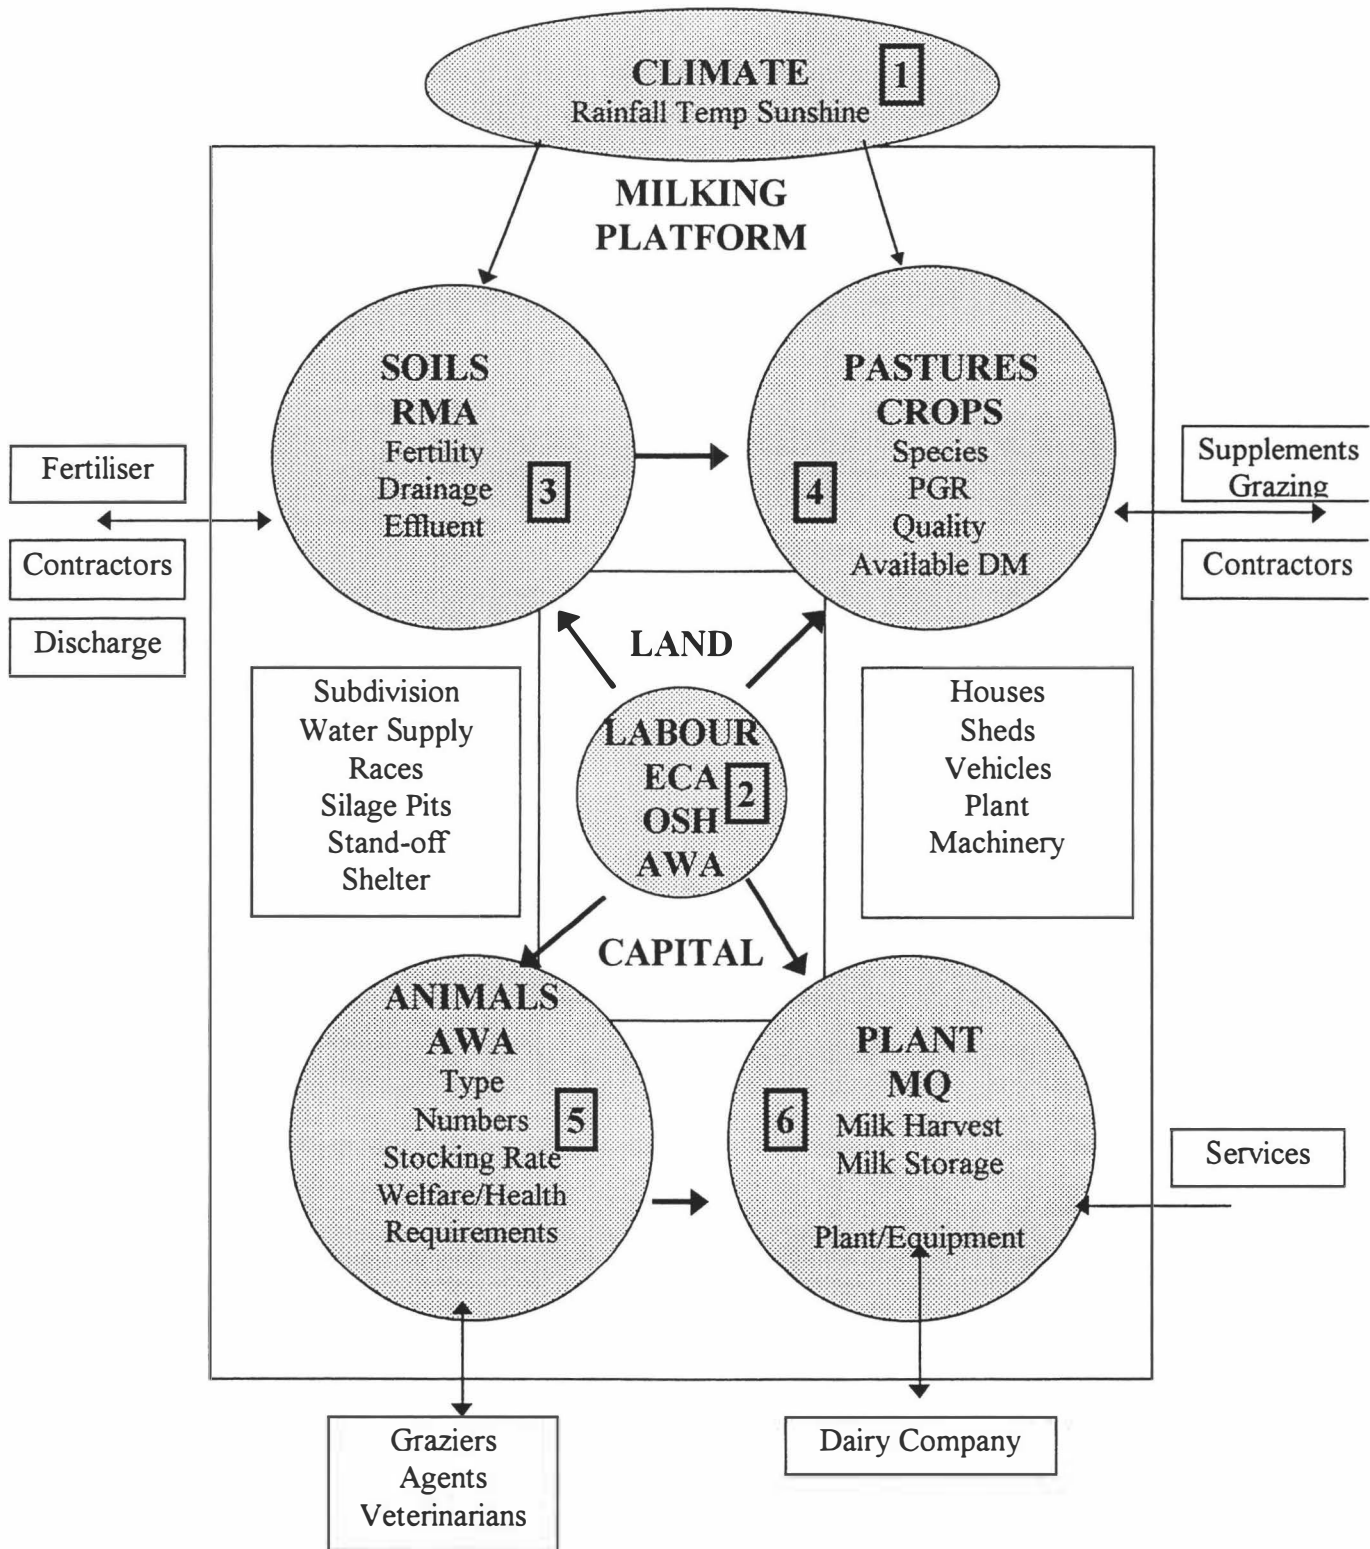 CLIMATE
1
Rainfall Temp Sunshine
MILKING
PLATFORM
SOILS
RMA
Fertility
Drainage
Effluent
3
PASTURES
CROPS
Species
PGR
Quality
Available DM
4
Fertiliser
Contractors
Discharge
Supplements
Grazing
Contractors
LAND
Subdivision
Water Supply
Races
Silage Pits
Stand-off
Shelter
LABOUR
ECA
OSH
AWA
2
Houses
Sheds
Vehicles
Plant
Machinery
CAPITAL
ANIMALS
AWA
Type
Numbers
Stocking Rate
Welfare/Health
Requirements
5
PLANT
MQ
Milk Harvest
Milk Storage
Plant/Equipment
6
Services
Graziers
Agents
Veterinarians
Dairy Company